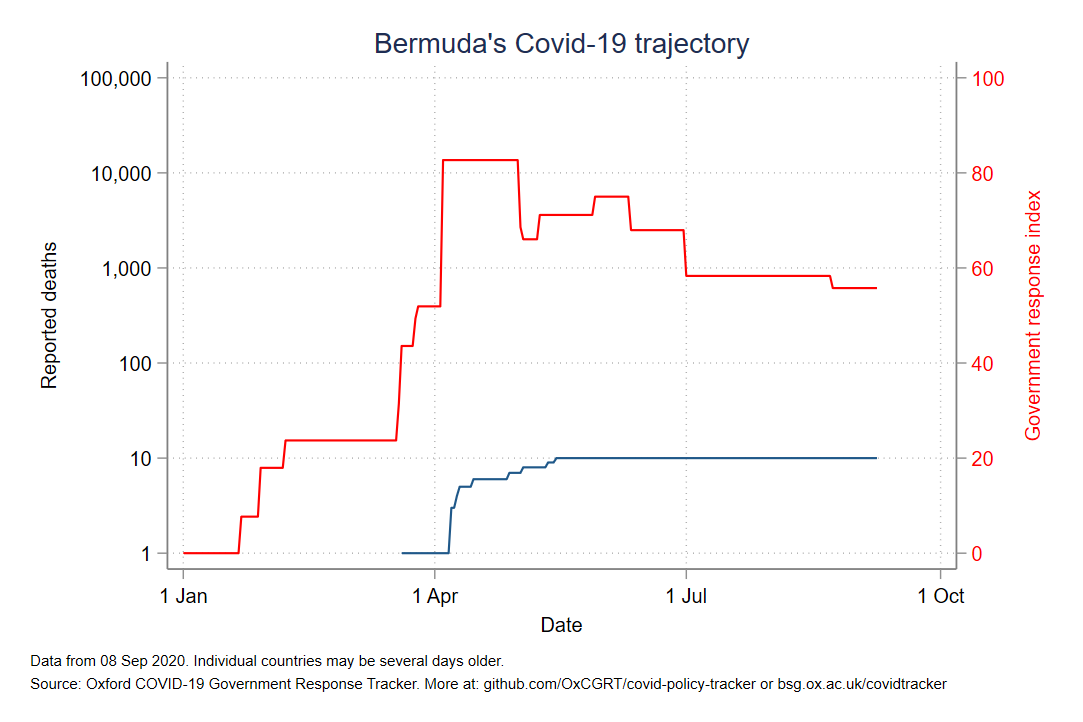 Bermuda's Covid-19 trajectory
100,000
10,000
1,000
100
10
1
Reported deaths
100
80
60
40
20
0
Government response index
1 Jan
1 Apr
1 Jul
1 Oct
Date
Data from 08 Sep 2020. Individual countries may be several days older.
Source: Oxford COVID-19 Government Response Tracker. More at: github.com/OxCGRT/covid-policy-tracker or bsg.ox.ac.uk/covidtracker